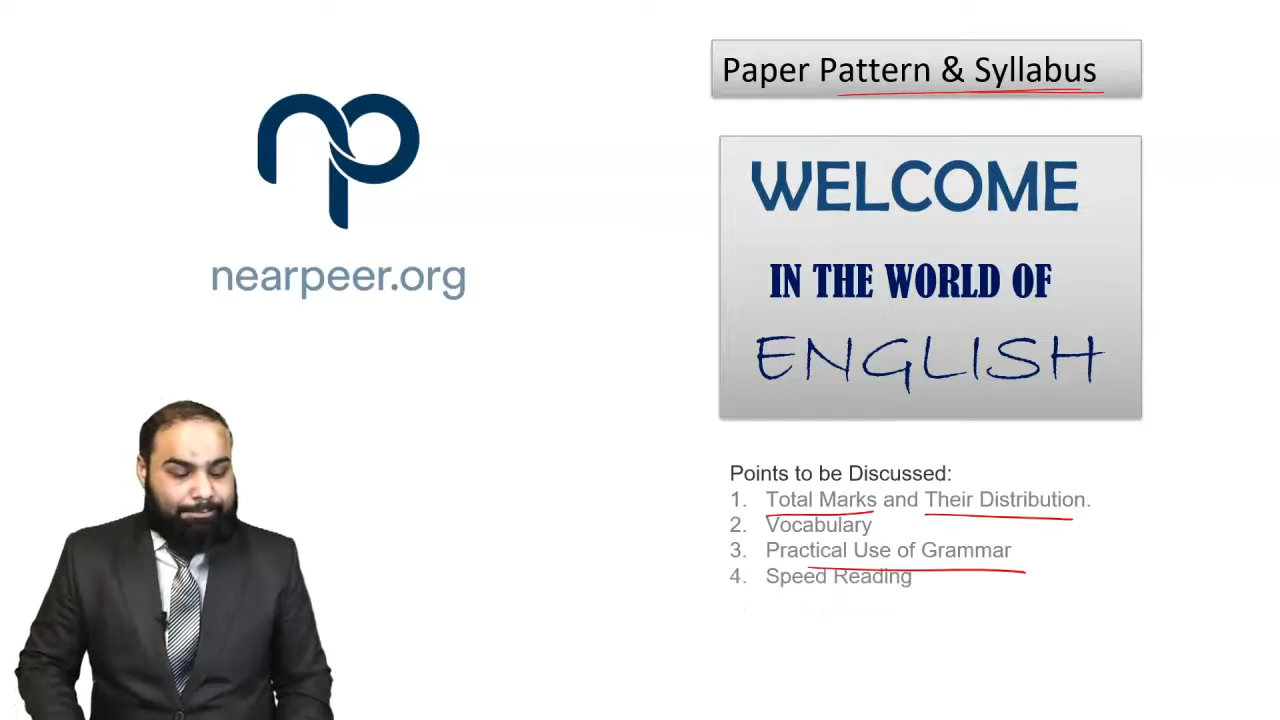 nearpeer.org
Paper Pattern & Syllabus
WELCOME
IN THE WORLD OF
ENGLISH
Points to be Discussed:
1. Total Marks and Their Distribution.
2. Vocabulary
3. Practical Use of Grammar
4. Speed Reading